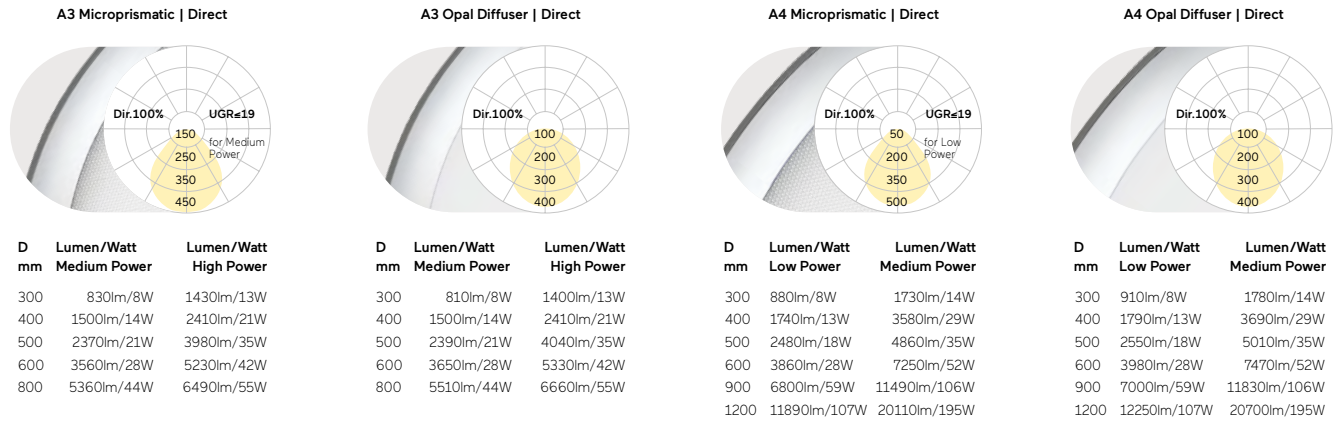 A3 Microprismatic | Direct
Dir.100%
UGR≤19
for Medium
Power
150
250
350
450
D Lumen/Watt Lumen/Watt
mm Medium Power High Power
300 830lm/8W 1430lm/13W
400 1500lm/14W 2410lm/21W
500 2370lm/21W 3980lm/35W
600 3560lm/28W 5230lm/42W
800 5360lm/44W 6490lm/55W
A3 Opal Diffuser | Direct
Dir.100%
100
200
300
400
D Lumen/Watt Lumen/Watt
mm Medium Power High Power
300 810lm/8W 1400lm/13W
400 1500lm/14W 2410lm/21W
500 2390lm/21W 4040lm/35W
600 3650lm/28W 5330lm/42W
800 5510lm/44W 6660lm/55W
A4 Microprismatic | Direct
Dir.100%
UGR≤19
for Low
Power
50
200
350
500
D Lumen/Watt Lumen/Watt
mm Low Power Medium Power
300 880lm/8W 1730lm/14W
400 1740lm/13W 3580lm/29W
500 2480lm/18W 4860lm/35W
600 3860lm/28W 7250lm/52W
900 6800lm/59W 11490lm/106W
1200 11890lm/107W 20110lm/195W
A4 Opal Diffuser | Direct
Dir.100%
100
200
300
400
D Lumen/Watt Lumen/Watt
mm Low Power Medium Power
300 910lm/8W 1780lm/14W
400 1790lm/13W 3690lm/29W
500 2550lm/18W 5010lm/35W
600 3980lm/28W 7470lm/52W
900 7000lm/59W 11830lm/106W
1200 12250lm/107W 20700lm/195W